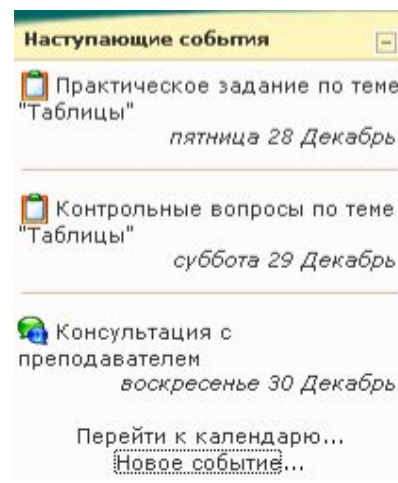 Наступающие события
Практическое задание по теме
"Таблицы"
пятница 28 Декабрь
Контрольные вопросы по теме
"Таблицы"
суббота 29 Декабрь
Консультация с
преподавателем
воскресенье 30 Декабрь
Перейти к календарю...
Новое событие...